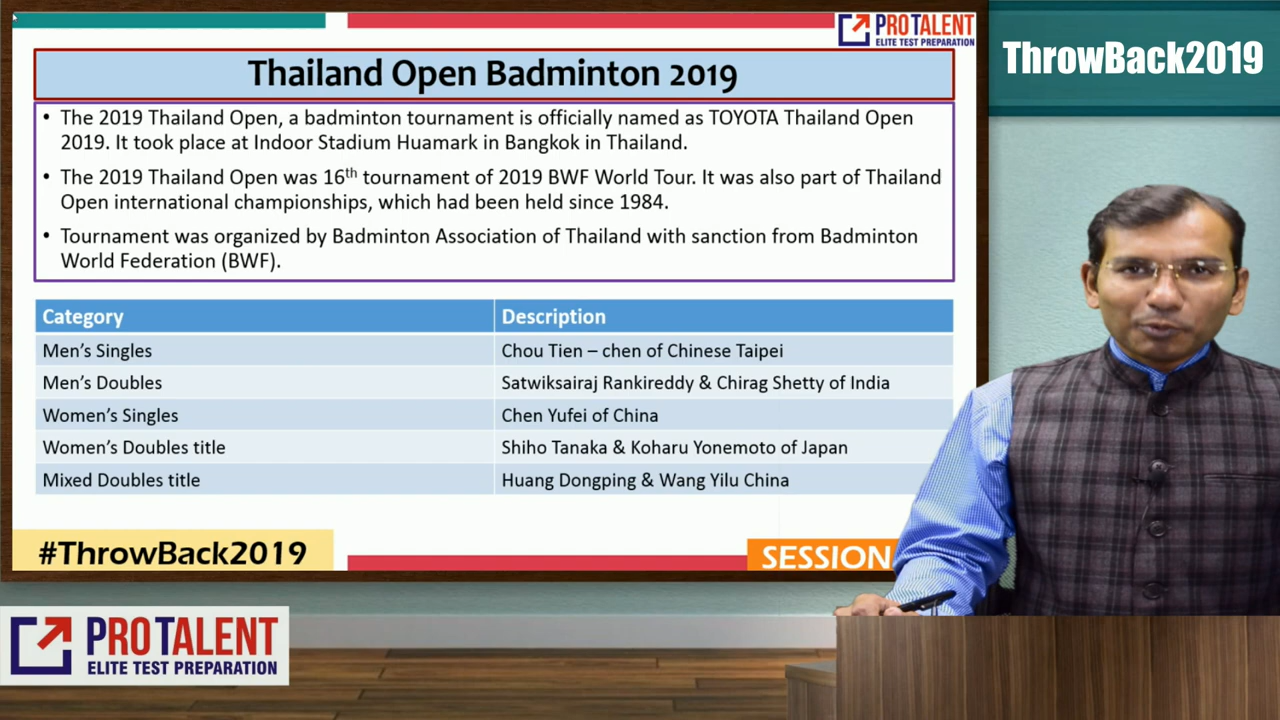 PROTALENT
ELITE TEST PREPARATION
ThrowBack2019
Thailand Open Badminton 2019
• The 2019 Thailand Open, a badminton tournament is officially named as TOYOTA Thailand Open
2019. It took place at Indoor Stadium Huamark in Bangkok in Thailand.
• The 2019 Thailand Open was 16th tournament of 2019 BWF World Tour. It was also part of Thailand
Open international championships, which had been held since 1984.
• Tournament was organized by Badminton Association of Thailand with sanction from Badminton
World Federation (BWF).
Category Description
Men’s Singles Chou Tien – chen of Chinese Taipei
Men’s Doubles Satwiksairaj Rankireddy & Chirag Shetty of India
Women’s Singles Chen Yufei of China
Women’s Doubles title Shiho Tanaka & Koharu Yonemoto of Japan
Mixed Doubles title Huang Dongping & Wang Yilu China
#ThrowBack2019
SESSION
PROTALENT
ELITE TEST PREPARATION